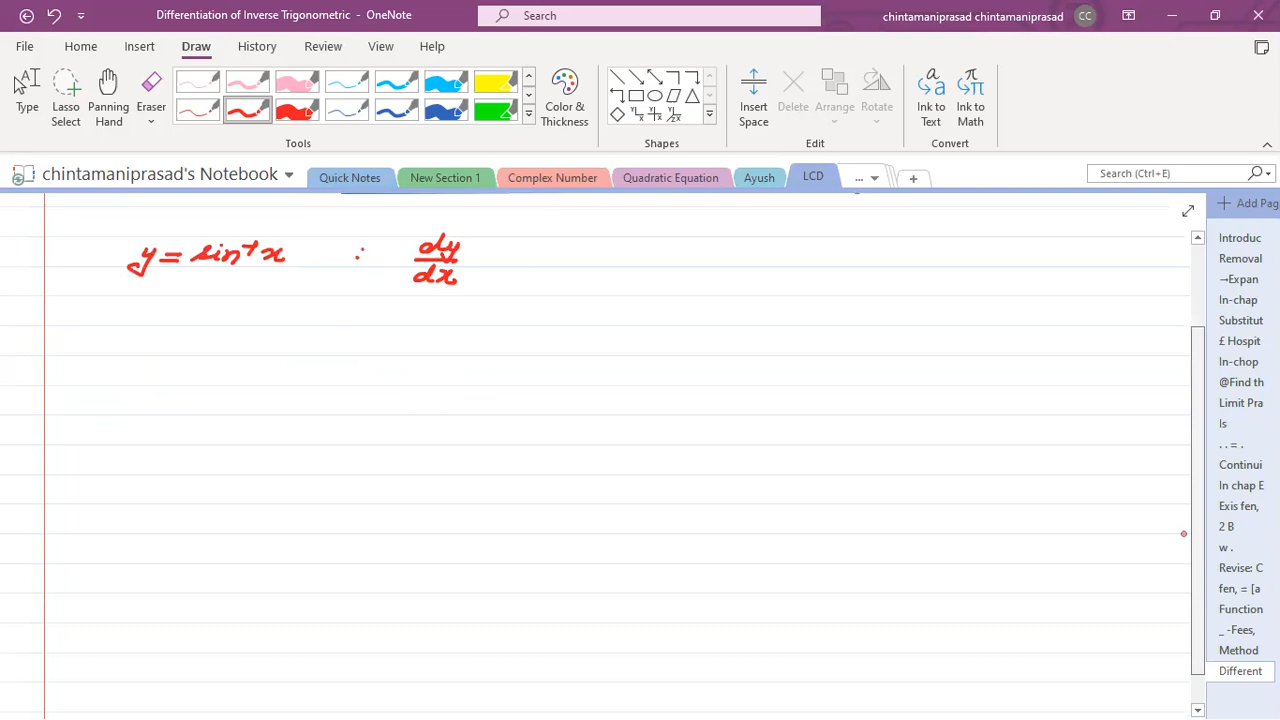 Differentiation of Inverse Trigonometric - OneNote
Search
chintamaniprasad chintamaniprasad CC
File Home Insert Draw History Review View Help
Type
Lasso Select
Panning Hand
Eraser
Color & Thickness
Insert Space
Delete
Arrange
Rotate
Ink to Text
Ink to Math
Tools
Shapes
Edit
Convert
chintamaniprasad's Notebook
Quick Notes New Section 1 Complex Number Quadratic Equation Ayush LCD ... +
Search (Ctrl+E)
y = sin⁻¹x : dy/dx
Add Pag
Introduc
Removal
→Expan
In-chap
Substitut
£ Hospit
In-chop
@Find th
Limit Pra
Is
. . = .
Continui
In chap E
Exis fen,
2 B
w .
Revise: C
fen, = [a
Function
_ -Fees,
Method
Different